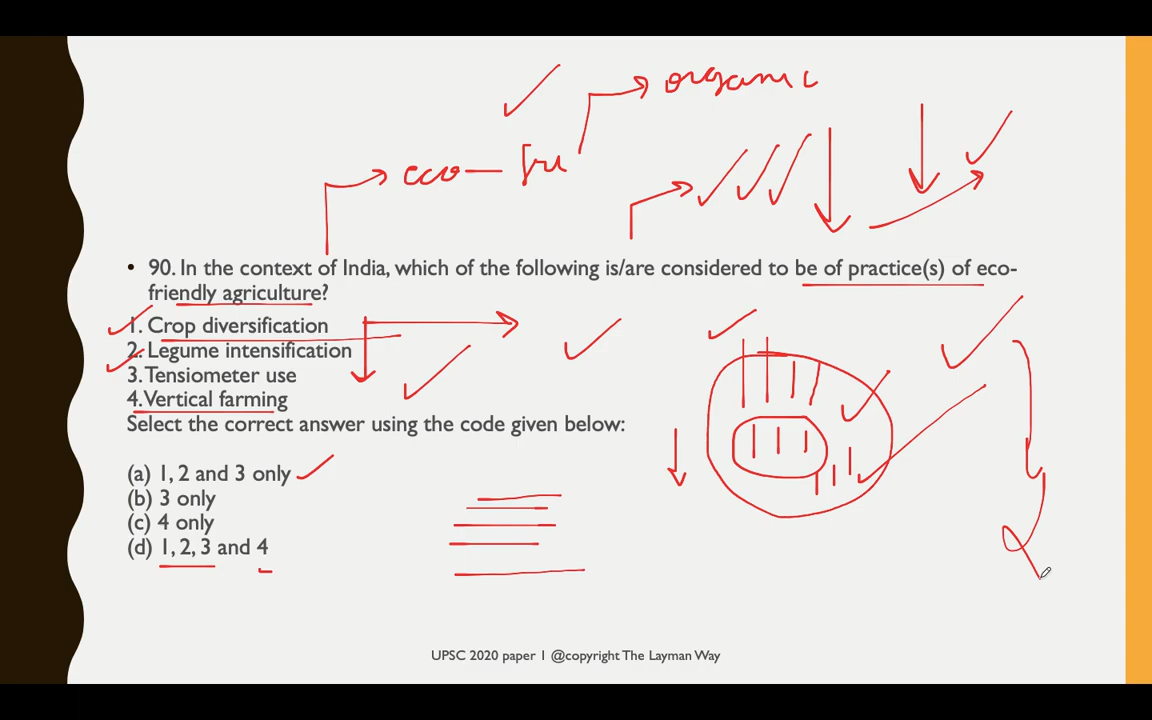 organic
eco-fri
• 90. In the context of India, which of the following is/are considered to be of practice(s) of eco-
friendly agriculture?
1. Crop diversification
2. Legume intensification
3. Tensiometer use
4. Vertical farming
Select the correct answer using the code given below:
(a) 1, 2 and 3 only
(b) 3 only
(c) 4 only
(d) 1, 2, 3 and 4
UPSC 2020 paper 1 @copyright The Layman Way